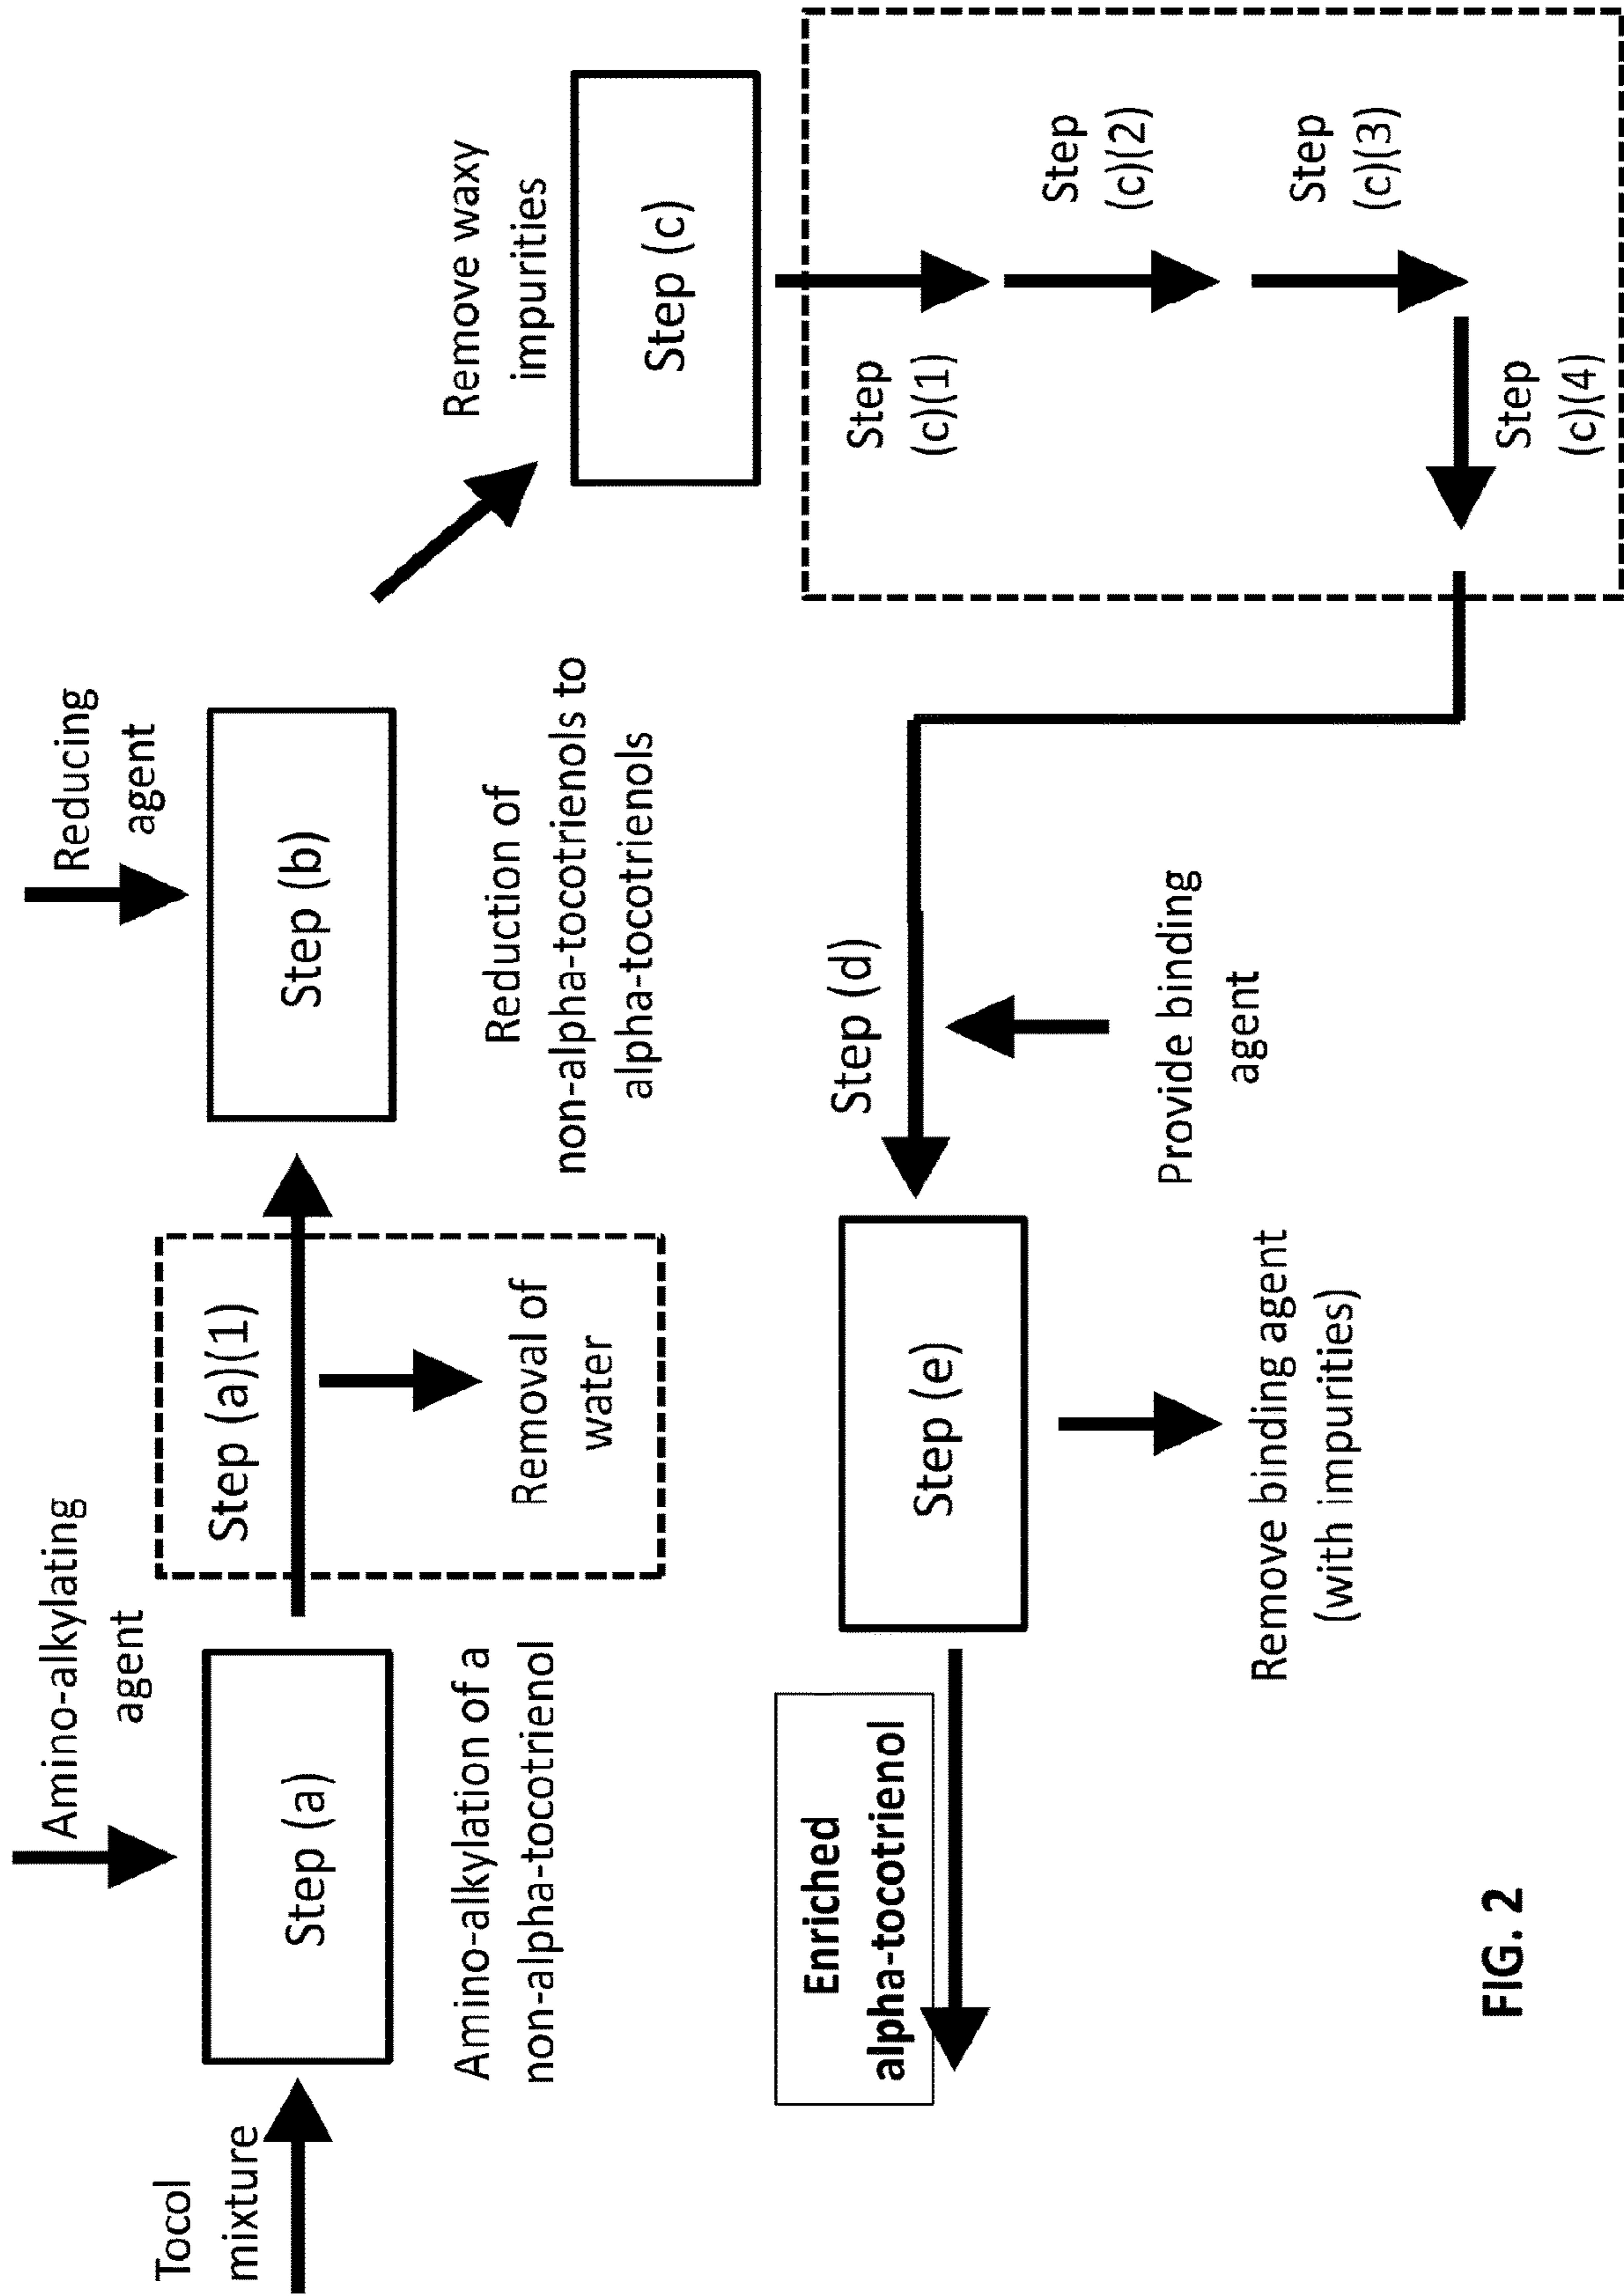 Tocol
mixture
Amino-alkylating
agent
Step (a)
Amino-alkylation of a
non-alpha-tocotrienol
Step (a)(1)
Removal of
water
Reducing
agent
Step (b)
Reduction of
non-alpha-tocotrienols to
alpha-tocotrienols
Remove waxy
impurities
Step (c)
Step
(c)(1)
Step
(c)(2)
Step
(c)(3)
Step
(c)(4)
Step (d)
Provide binding
agent
Step (e)
Remove binding agent
(with impurities)
Enriched
alpha-tocotrienol
FIG. 2